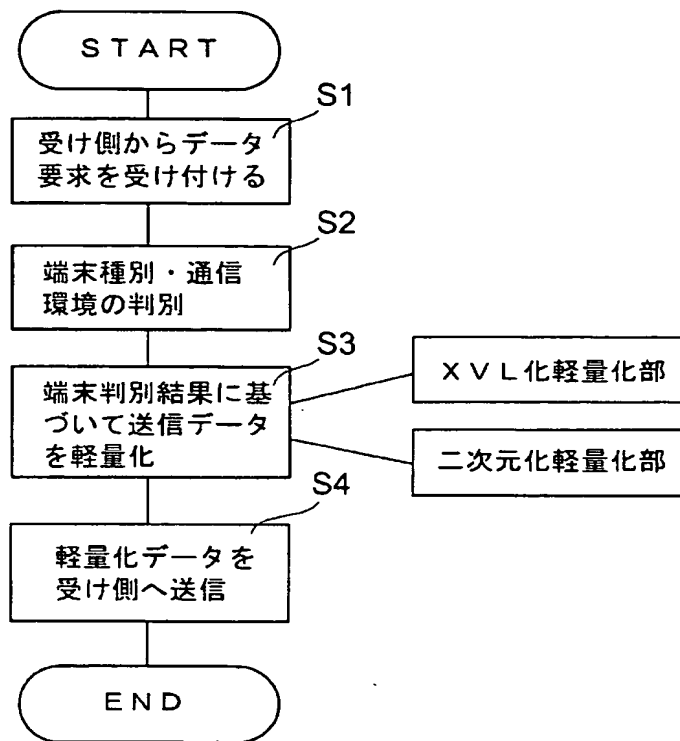 START
S1
受け側からデータ
要求を受け付ける
S2
端末種別・通信
環境の判別
S3
端末判別結果に基
づいて送信データ
を軽量化
XVL化軽量化部
二次元化軽量化部
S4
軽量化データを
受け側へ送信
END